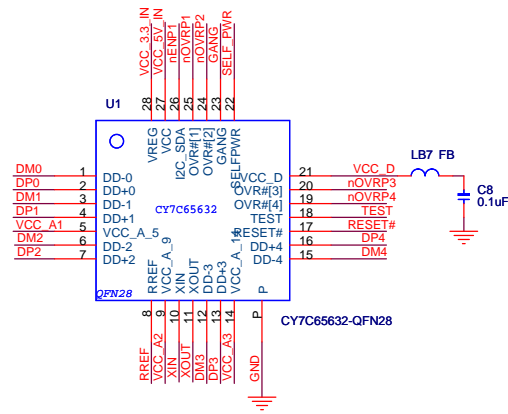 VCC_3.3_IN
VCC_5V_IN
nENP1
nOVRP1
nOVRP2
GANG
SELF_PWR
28
27
26
25
24
23
22
U1
VREG
VCC
I2C_SDA
OVR#[1]
OVR#[2]
GANG
SELFPWR
DM0 1 DD-0
DP0 2 DD+0
DM1 3 DD-1
DP1 4 DD+1
VCC_A1 5 VCC_A_5
DM2 6 DD-2
DP2 7 DD+2
CY7C65632
VCC_D 21 VCC_D
OVR#[3] 20 nOVRP3
OVR#[4] 19 nOVRP4
TEST 18 TEST
RESET# 17 RESET#
DD+4 16 DP4
DD-4 15 DM4
LB7 FB
C8
0.1uF
RREF
VCC_A_9
XIN
XOUT
DD-3
DD+3
VCC_A_14
P
QFN28
8
9
10
11
12
13
14
P
CY7C65632-QFN28
RREF
VCC_A2
XIN
XOUT
DM3
DP3
VCC_A3
GND